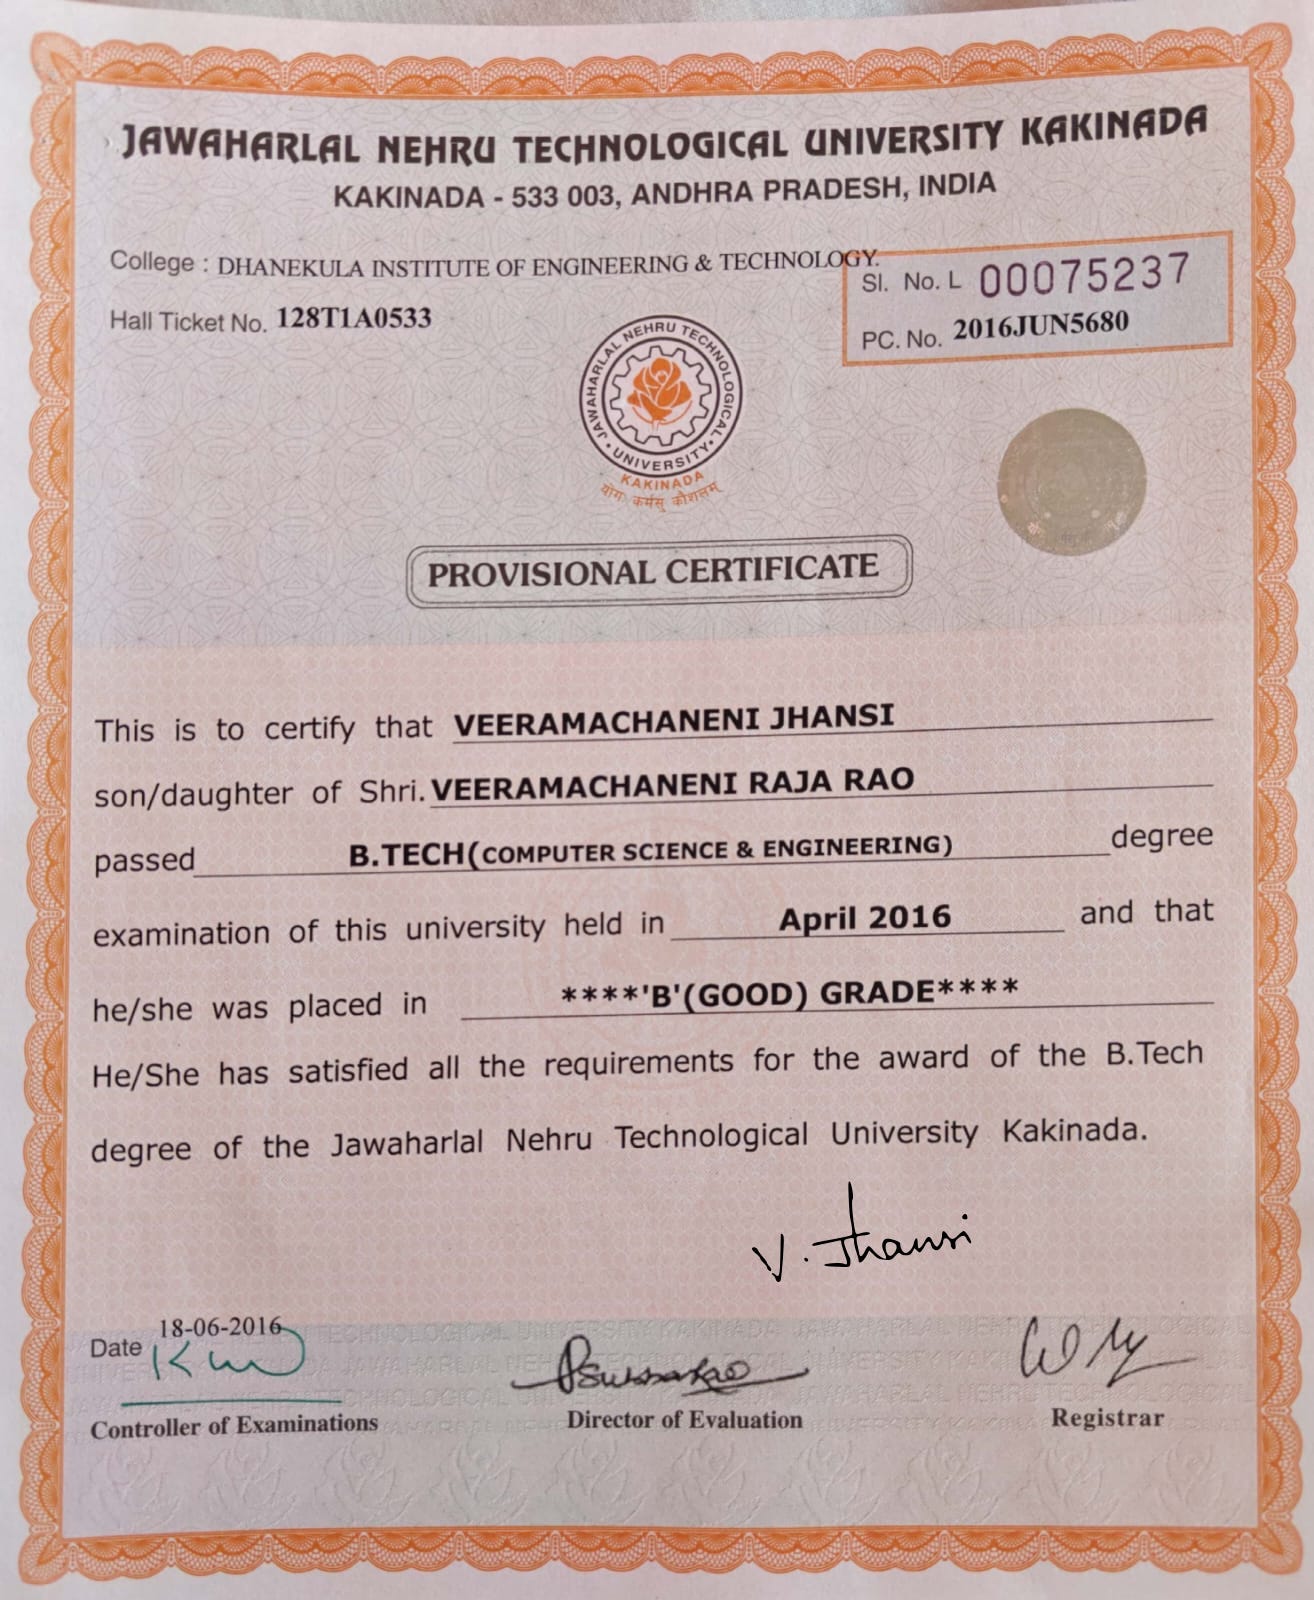 JAWAHARLAL NEHRU TECHNOLOGICAL UNIVERSITY KAKINADA
KAKINADA - 533 003, ANDHRA PRADESH, INDIA
College : DHANEKULA INSTITUTE OF ENGINEERING & TECHNOLOGY.
Sl. No. L 00075237
Hall Ticket No. 128T1A0533
PC. No. 2016JUN5680
JAWAHARLAL NEHRU TECHNOLOGICAL UNIVERSITY
KAKINADA
योगः कर्मसु कौशलम्
PROVISIONAL CERTIFICATE
This is to certify that VEERAMACHANENI JHANSI
son/daughter of Shri. VEERAMACHANENI RAJA RAO
passed B.TECH(COMPUTER SCIENCE & ENGINEERING) degree
examination of this university held in April 2016 and that
he/she was placed in ****'B'(GOOD) GRADE****
He/She has satisfied all the requirements for the award of the B.Tech
degree of the Jawaharlal Nehru Technological University Kakinada.
V. Jhansi
Date 18-06-2016
Controller of Examinations
Director of Evaluation
Registrar